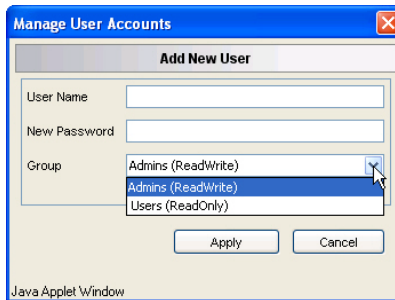 Manage User Accounts
Add New User
User Name
New Password
Group Admins (ReadWrite)
Admins (ReadWrite)
Users (ReadOnly)
Apply Cancel
Java Applet Window